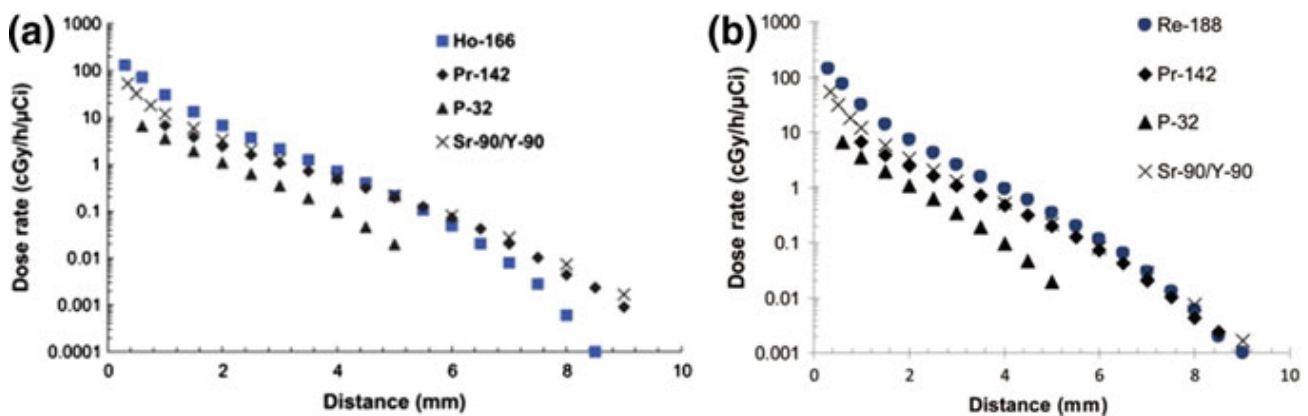 (a)
1000
100
10
1
0.1
0.01
0.001
0.0001
Dose rate (cGy/h/μCi)
0 2 4 6 8 10
Distance (mm)
Ho-166
Pr-142
P-32
Sr-90/Y-90
(b)
1000
100
10
1
0.1
0.01
0.001
Dose rate (cGy/h/μCi)
0 2 4 6 8 10
Distance (mm)
Re-188
Pr-142
P-32
Sr-90/Y-90